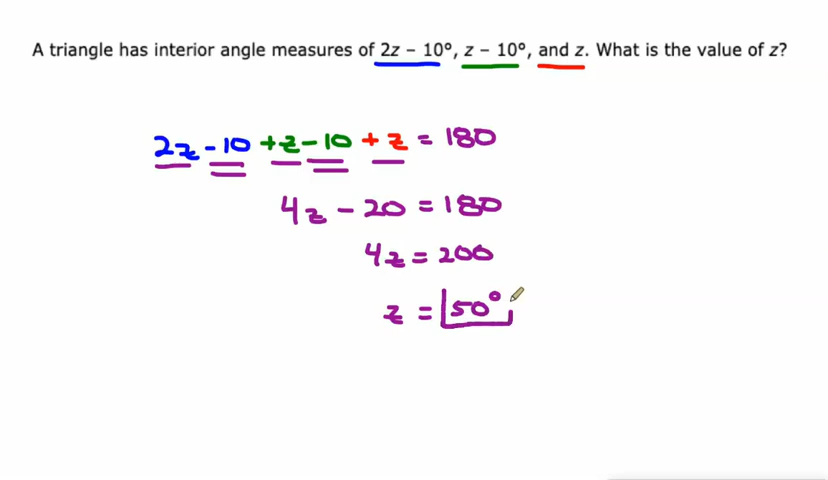 A triangle has interior angle measures of 2z – 10°, z – 10°, and z. What is the value of z?
2z - 10 + z - 10 + z = 180
4z - 20 = 180
4z = 200
z = 50°